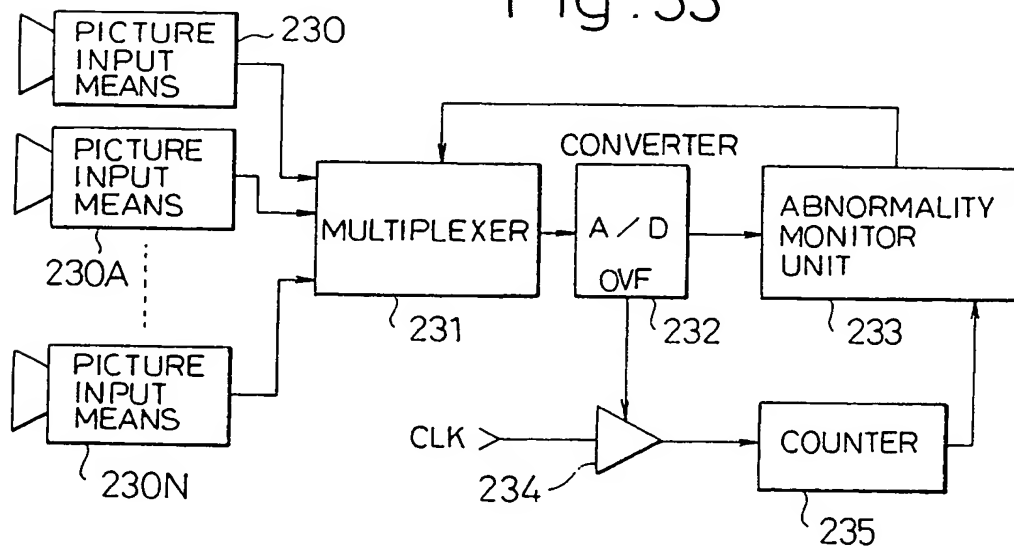 Fig. 33
PICTURE
INPUT
MEANS
230
PICTURE
INPUT
MEANS
230A
PICTURE
INPUT
MEANS
230N
MULTIPLEXER
231
CONVERTER
A/D
OVF
232
ABNORMALITY
MONITOR
UNIT
233
CLK
234
COUNTER
235